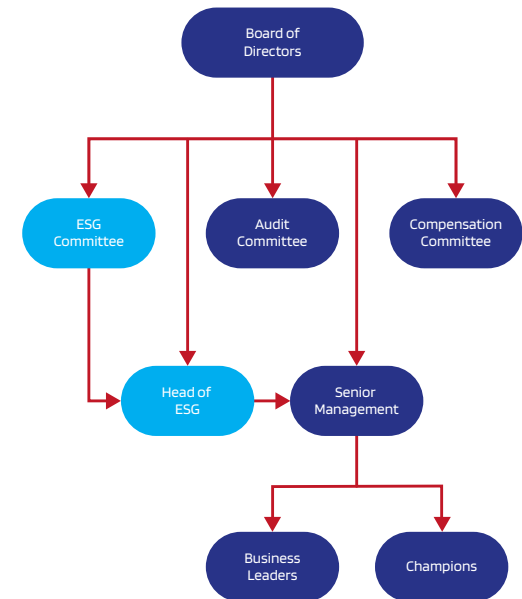 Board of
Directors
ESG
Committee
Audit
Committee
Compensation
Committee
Head of
ESG
Senior
Management
Business
Leaders
Champions